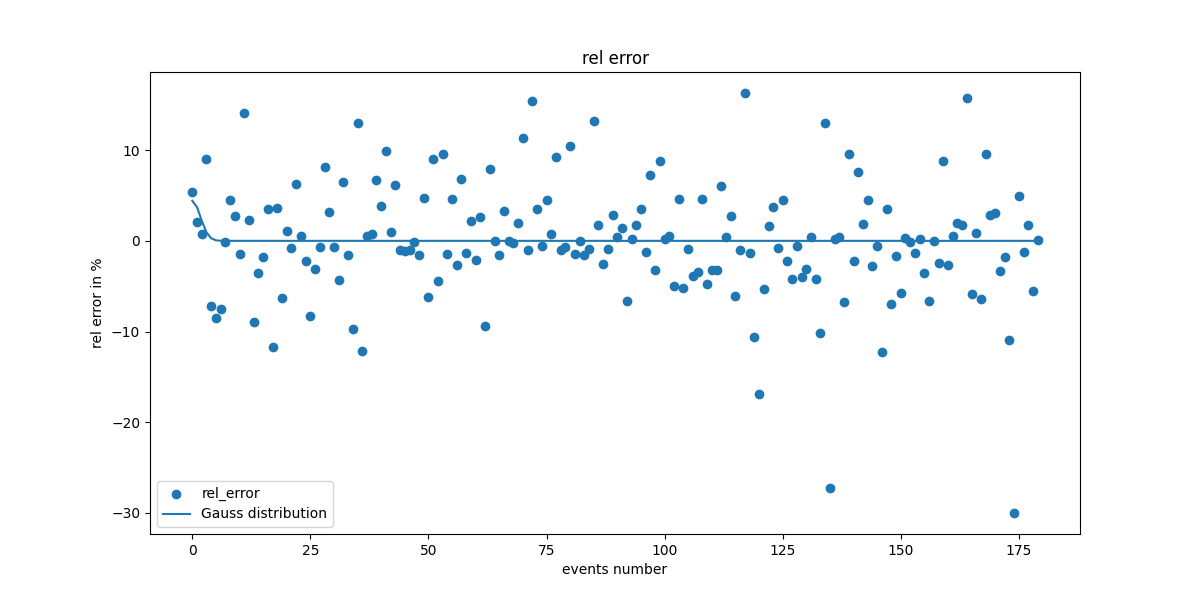 rel error
rel error in %
10
0
−10
−20
−30
rel_error
Gauss distribution
0
25
50
75
100
125
150
175
events number